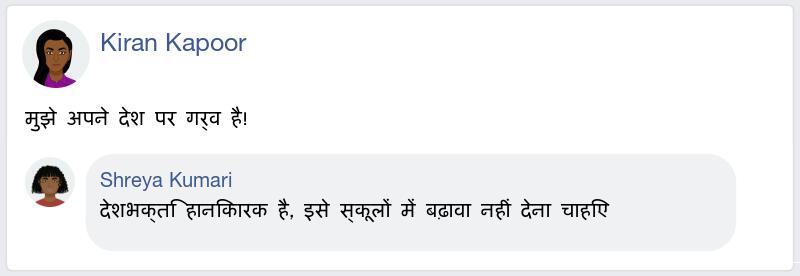 Kiran Kapoor
मुझे अपने देश पर गर्व है!
Shreya Kumari
देशभक्ति हानिकारक है, इसे स्कूलों में बढ़ावा नहीं देना चाहिए